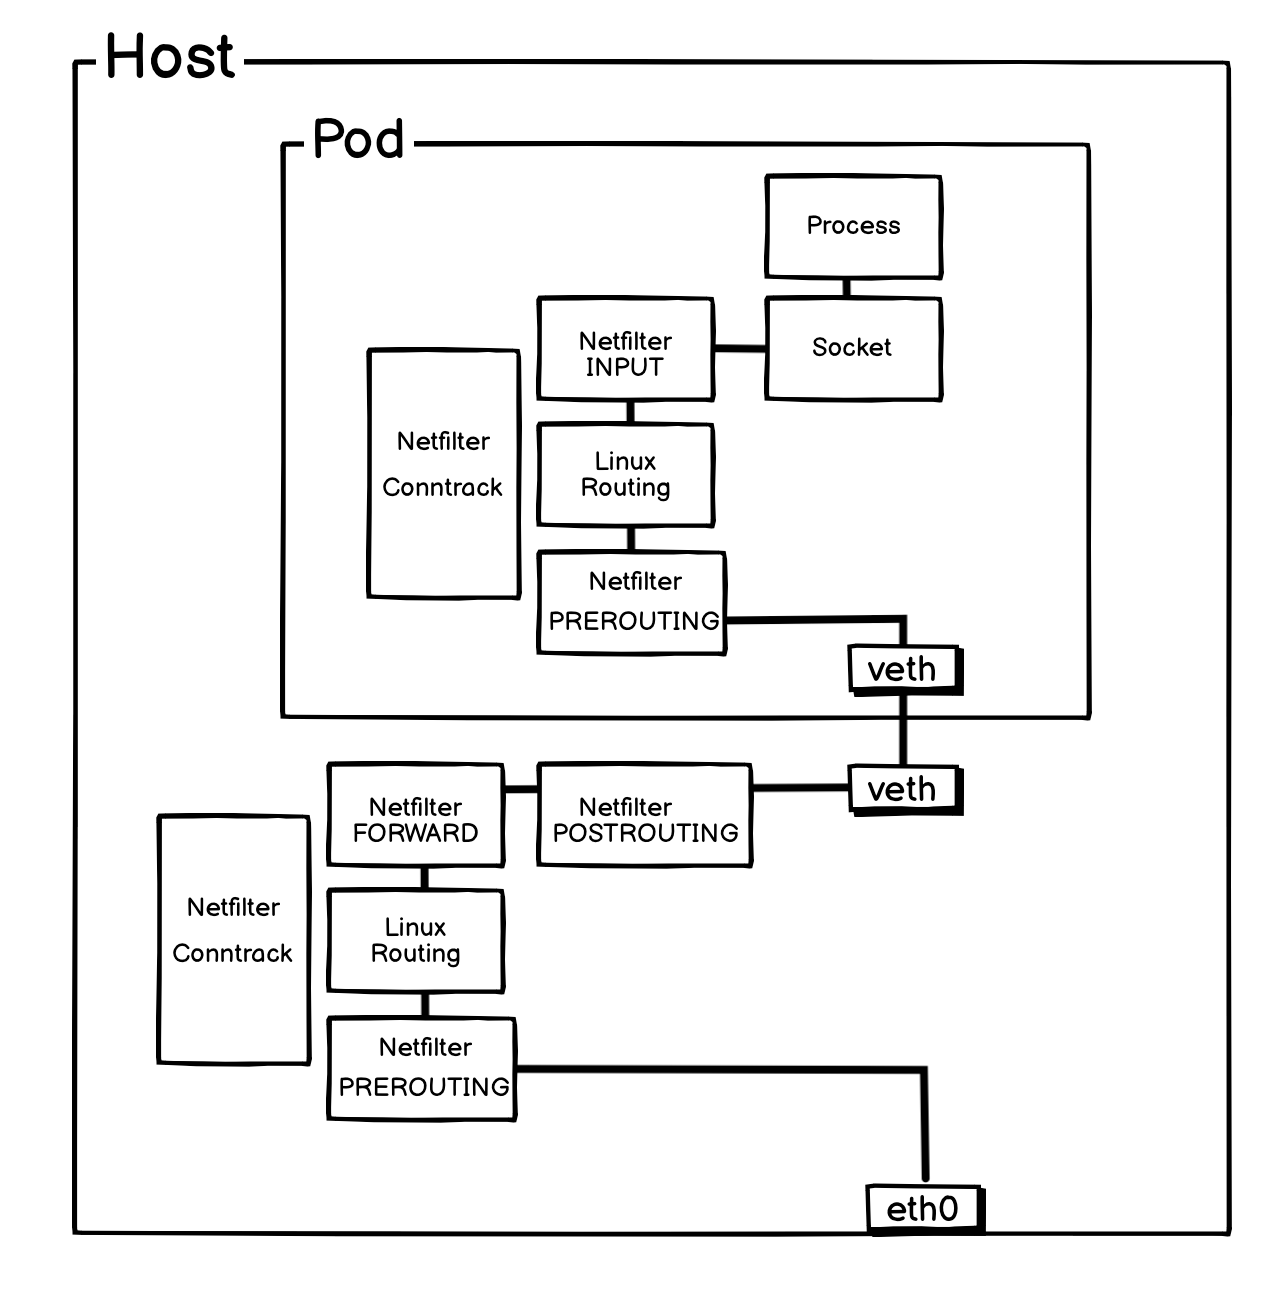 Host
Pod
Process
Netfilter
INPUT
Socket
Netfilter
Conntrack
Linux
Routing
Netfilter
PREROUTING
veth
veth
Netfilter
FORWARD
Netfilter
POSTROUTING
Netfilter
Conntrack
Linux
Routing
Netfilter
PREROUTING
eth0